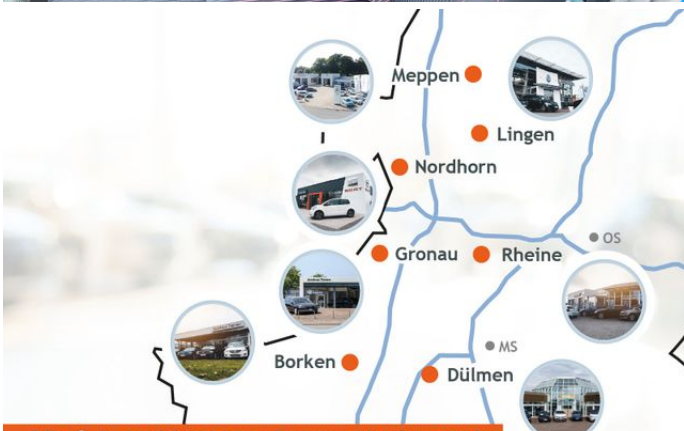 Meppen
Lingen
Nordhorn
OS
Gronau
Rheine
MS
Borken
Dülmen